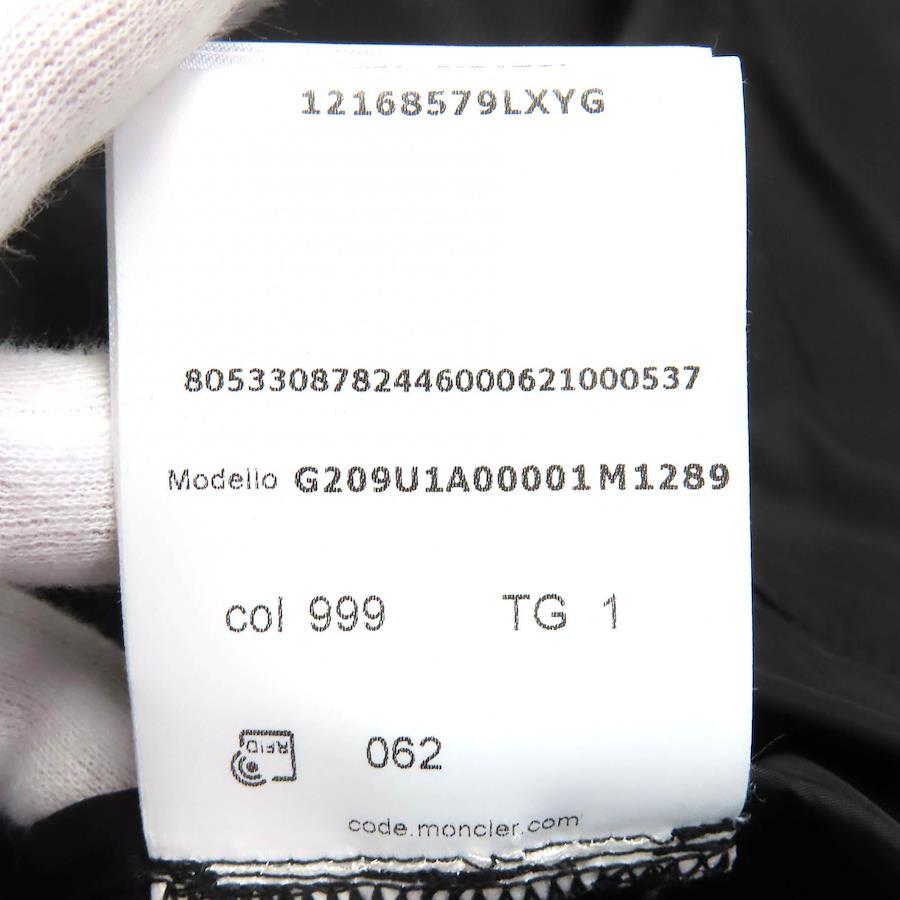 12168579LXYG
8053308782446000621000537
Modello G209U1A00001M1289
col 999 TG 1
RFID 062
code.moncler.com